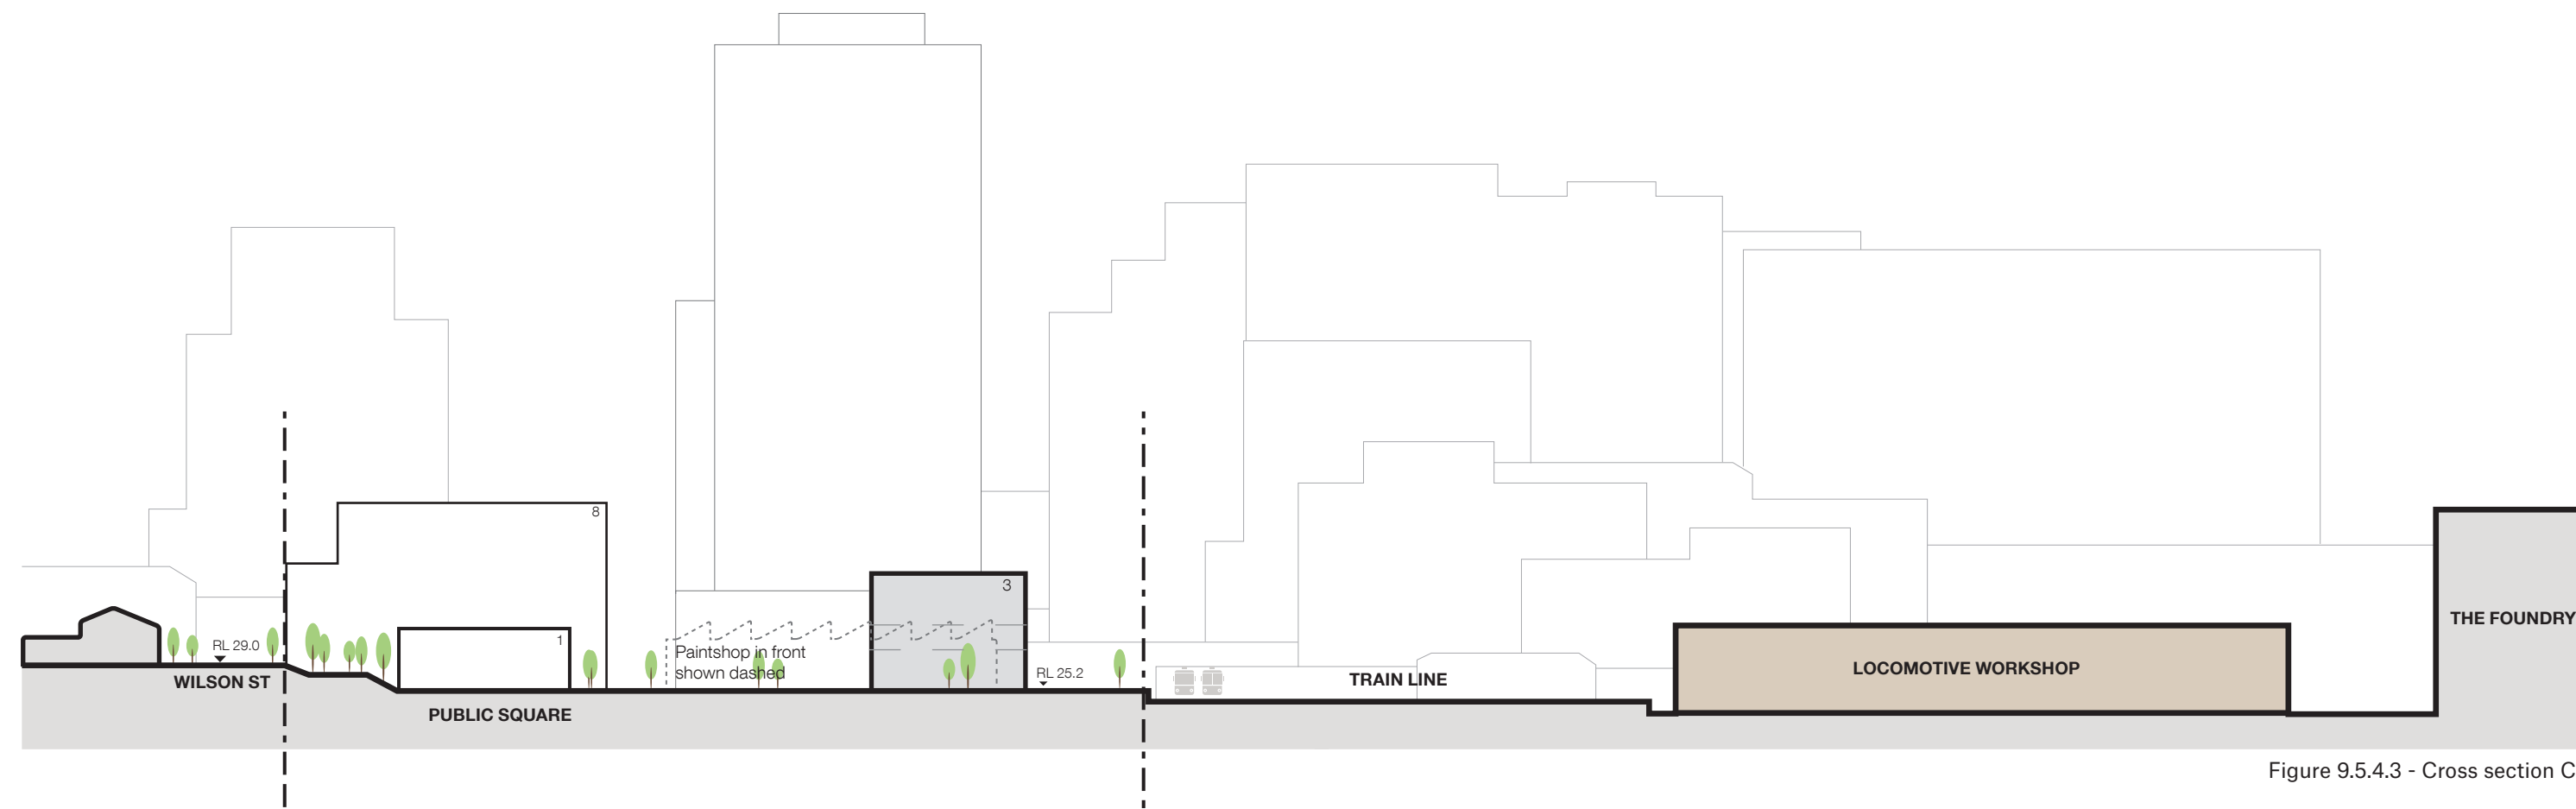 8
3
1
RL 29.0
Paintshop in front
shown dashed
RL 25.2
WILSON ST
PUBLIC SQUARE
TRAIN LINE
LOCOMOTIVE WORKSHOP
THE FOUNDRY
Figure 9.5.4.3 - Cross section C